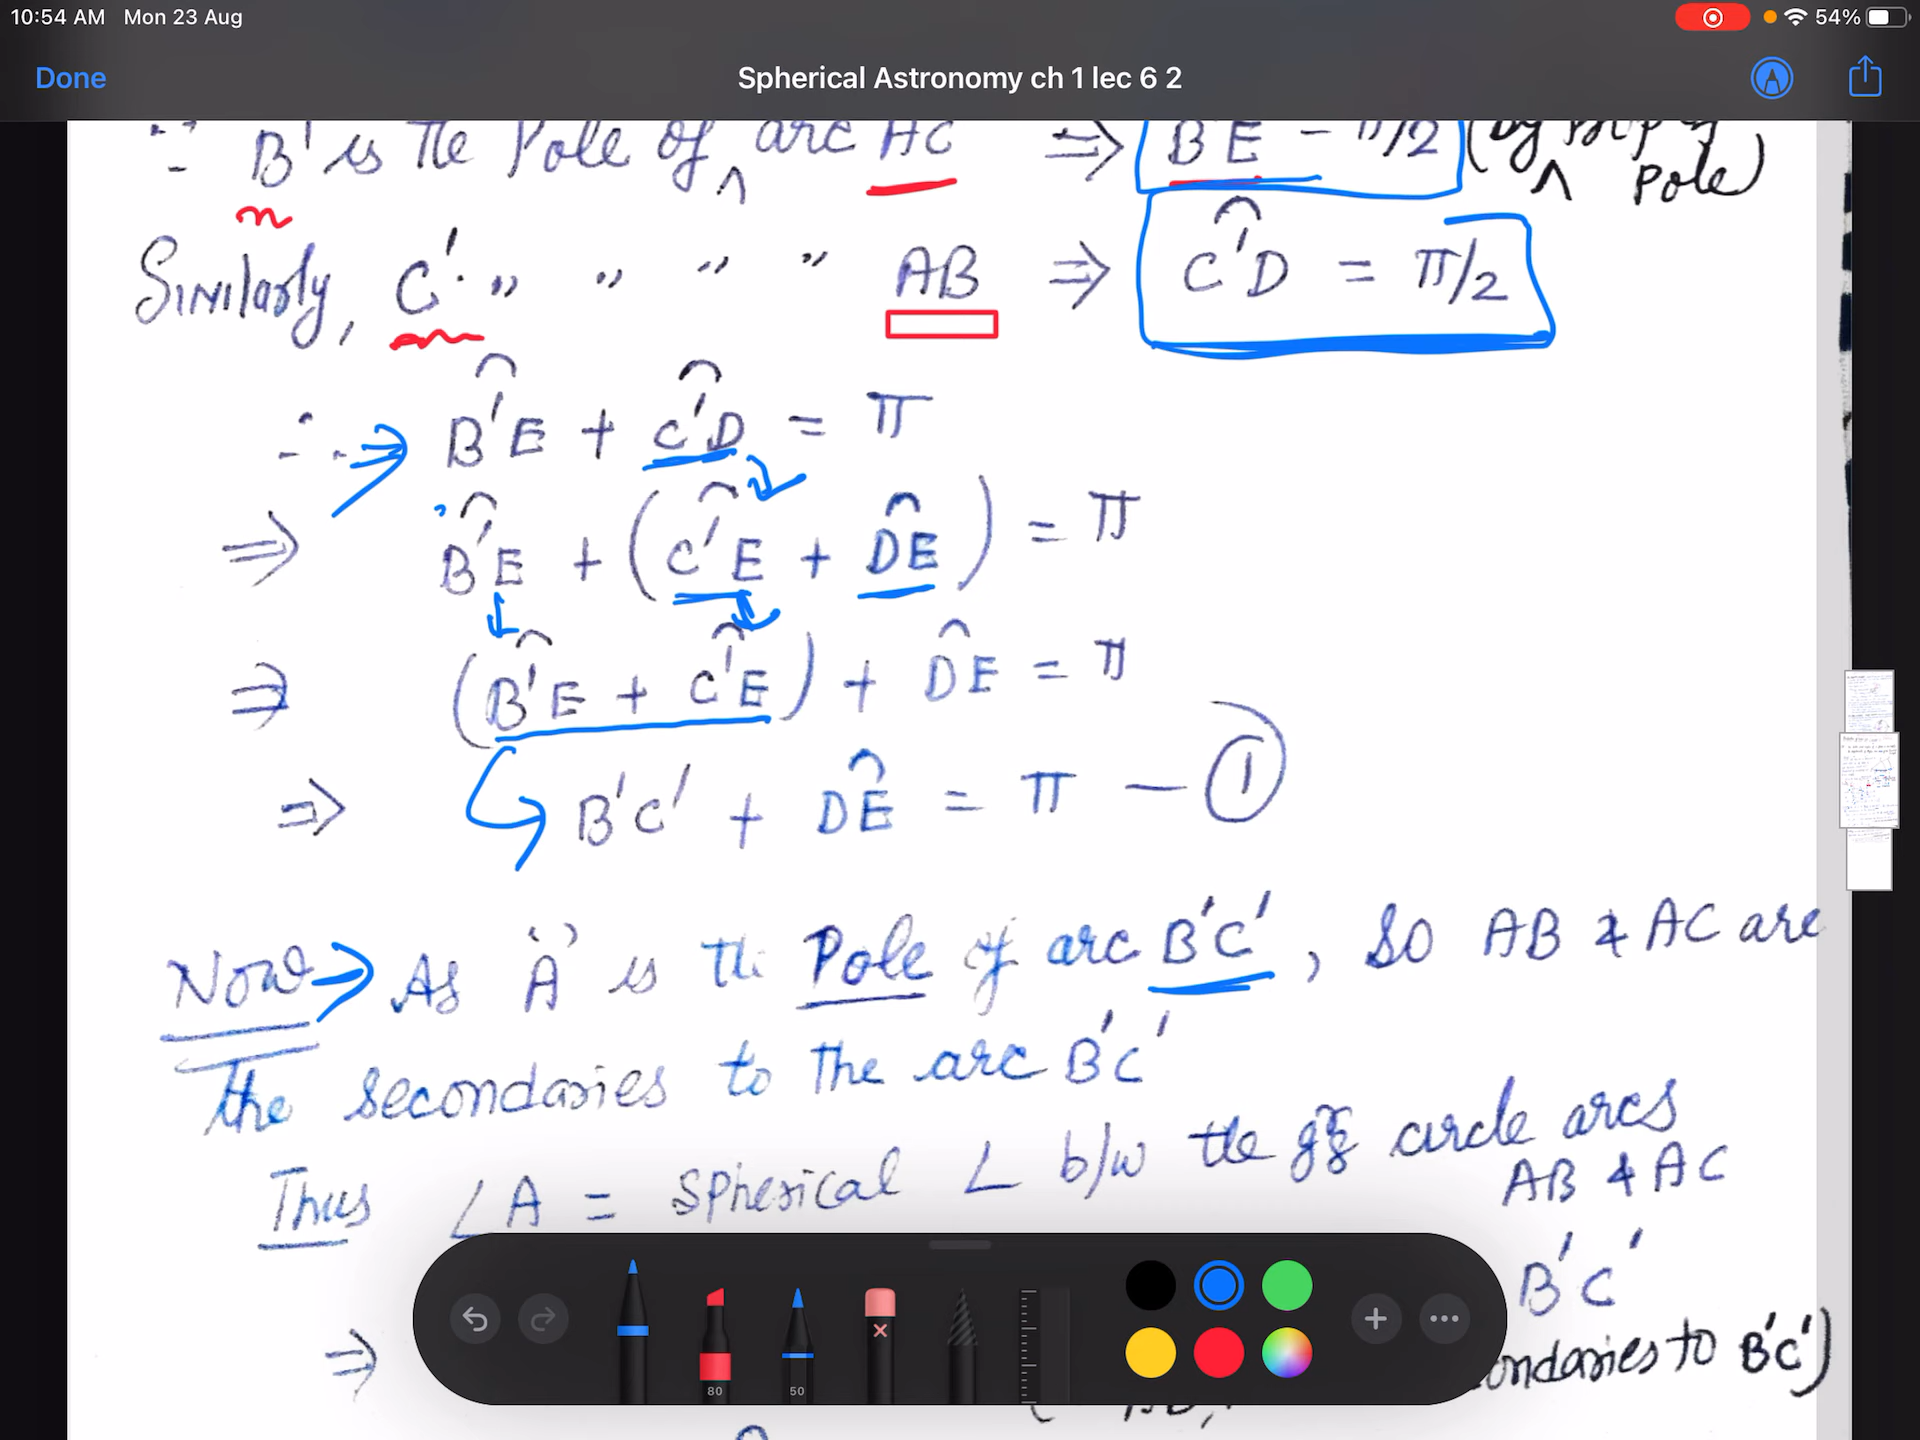 10:54 AM Mon 23 Aug
54%
Done
Spherical Astronomy ch 1 lec 6 2
∵ B' is the Pole of arc AC ⇒ B'E = π/2 (by prop of Pole)
Similarly, C' " " " " AB ⇒ C'D = π/2
∴ B'E + C'D = π
⇒ B'E + (C'E + DE) = π
⇒ (B'E + C'E) + DE = π
⇒ B'C' + DE = π — ①
Now → As 'A' is the Pole of arc B'C', So AB & AC are
the secondaries to the arc B'C'
Thus ∠A = Spherical ∠ b/w the circle arcs
AB & AC
B'C'
⇒ ondaries to B'C')
80
50